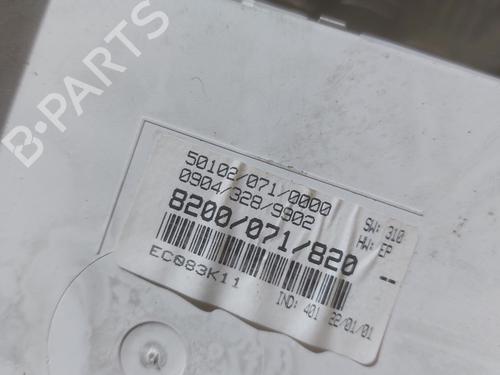 B-PARTS
50102/071/0000
0904/328/9902
8200/071/820
SW: 310
HW: EP
--
EC083K11
IND: 401 22/01/01